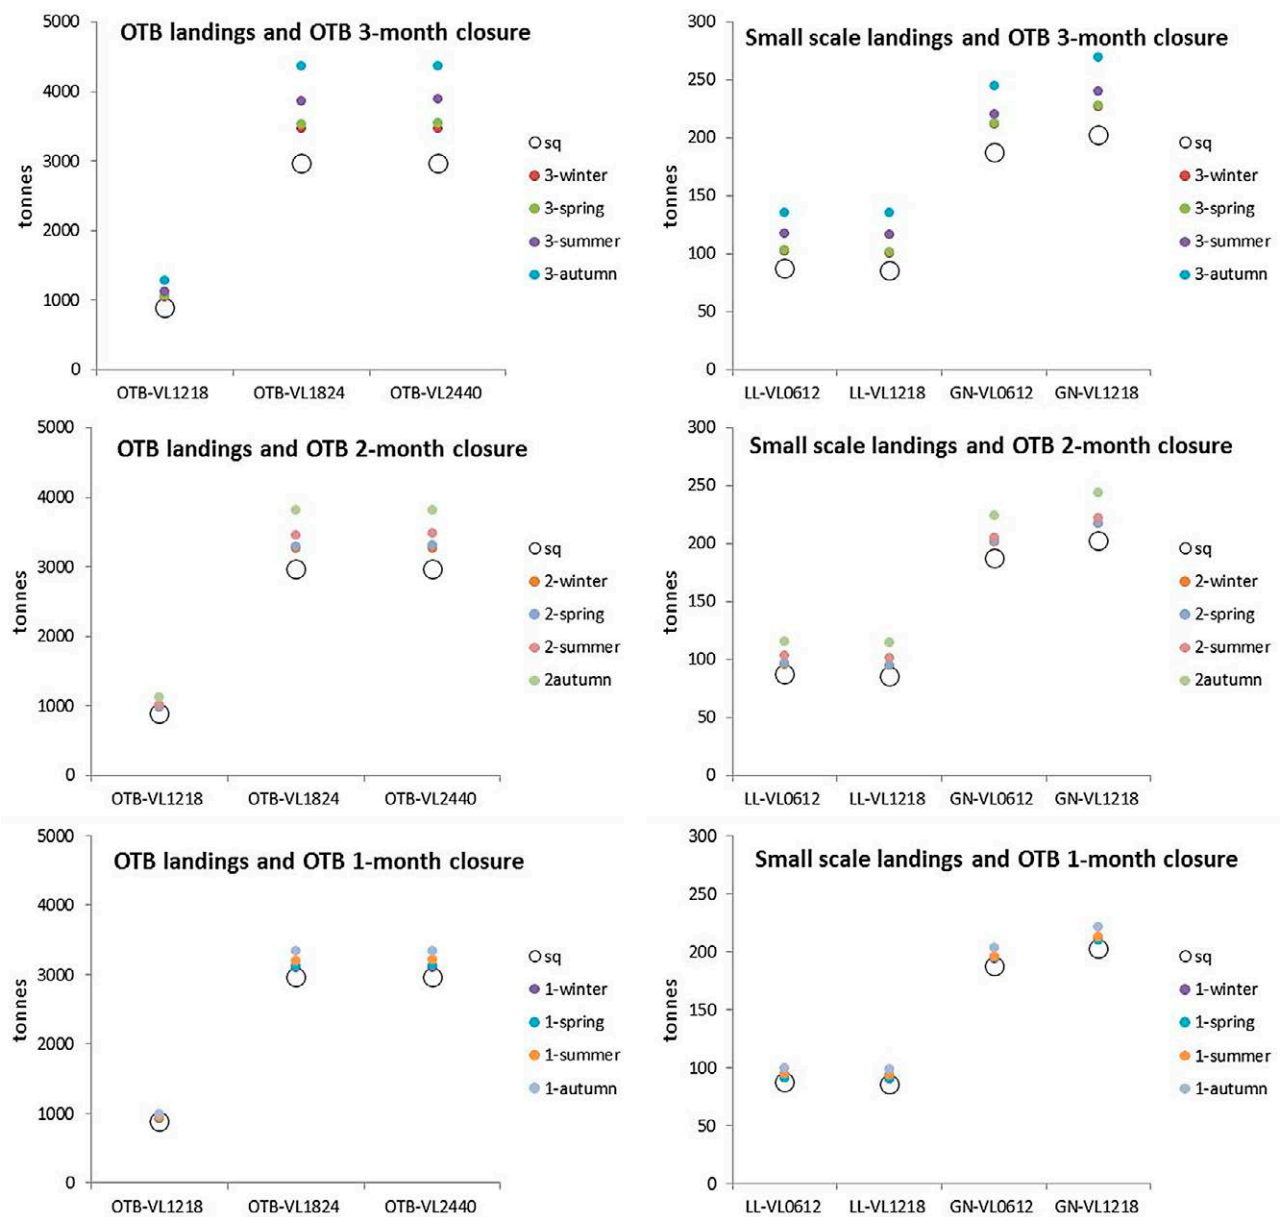 OTB landings and OTB 3-month closure
5000
4000
3000
2000
1000
0
tonnes
OTB-VL1218 OTB-VL1824 OTB-VL2440
sq
3-winter
3-spring
3-summer
3-autumn
Small scale landings and OTB 3-month closure
300
250
200
150
100
50
0
tonnes
LL-VL0612 LL-VL1218 GN-VL0612 GN-VL1218
sq
3-winter
3-spring
3-summer
3-autumn
OTB landings and OTB 2-month closure
5000
4000
3000
2000
1000
0
tonnes
OTB-VL1218 OTB-VL1824 OTB-VL2440
sq
2-winter
2-spring
2-summer
2autumn
Small scale landings and OTB 2-month closure
300
250
200
150
100
50
0
tonnes
LL-VL0612 LL-VL1218 GN-VL0612 GN-VL1218
sq
2-winter
2-spring
2-summer
2autumn
OTB landings and OTB 1-month closure
5000
4000
3000
2000
1000
0
tonnes
OTB-VL1218 OTB-VL1824 OTB-VL2440
sq
1-winter
1-spring
1-summer
1-autumn
Small scale landings and OTB 1-month closure
300
250
200
150
100
50
0
tonnes
LL-VL0612 LL-VL1218 GN-VL0612 GN-VL1218
sq
1-winter
1-spring
1-summer
1-autumn